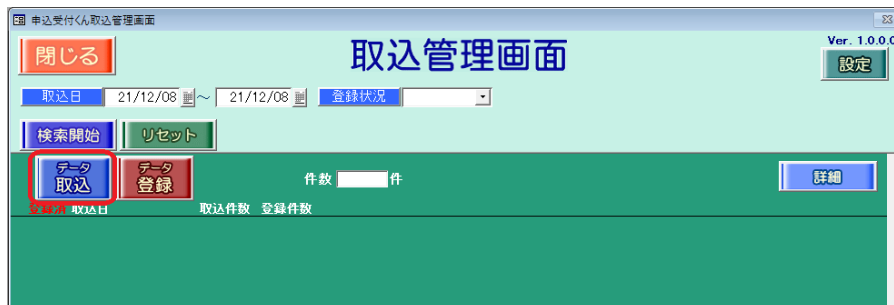 申込受付くん取込管理画面
閉じる
取込管理画面
Ver. 1.0.0.0
設定
取込日 21/12/08 ～ 21/12/08 登録状況
検索開始 リセット
データ取込 データ登録 件数 件 詳細
登録済 取込日 取込件数 登録件数